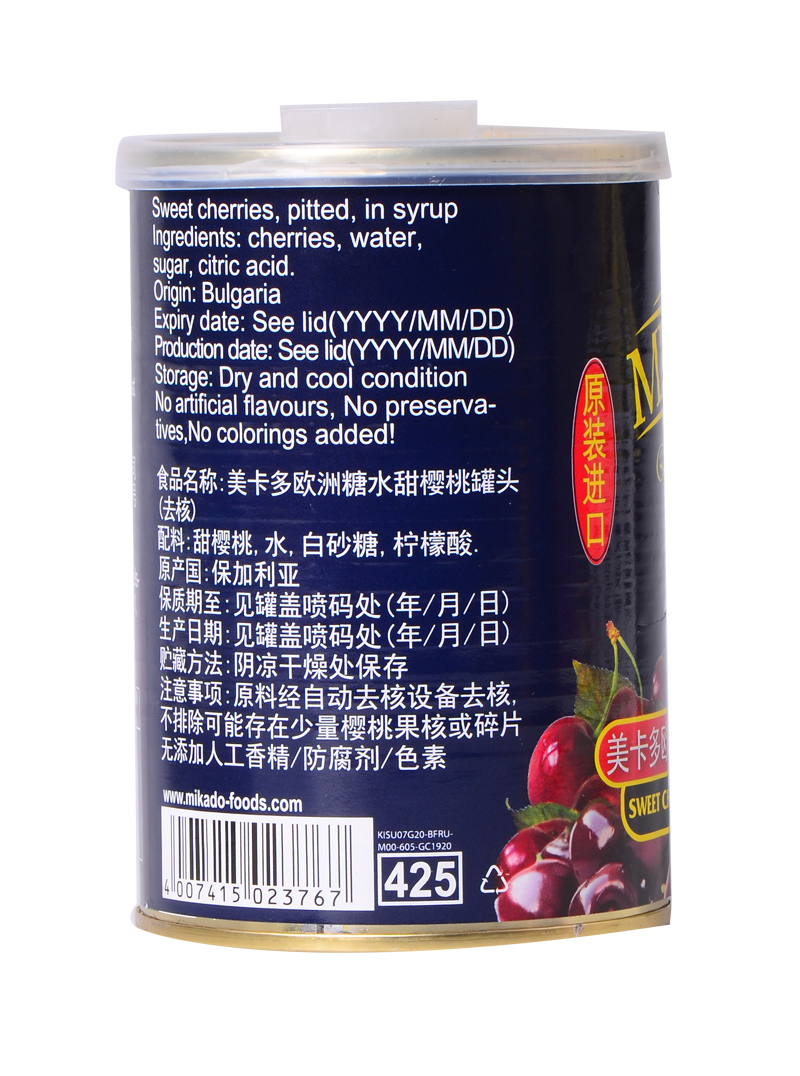 Sweet cherries, pitted, in syrup
Ingredients: cherries, water,
sugar, citric acid.
Origin: Bulgaria
Expiry date: See lid(YYYY/MM/DD)
Production date: See lid(YYYY/MM/DD)
Storage: Dry and cool condition
No artificial flavours, No preserva-
tives,No colorings added!
食品名称:美卡多欧洲糖水甜樱桃罐头
(去核)
配料:甜樱桃, 水, 白砂糖, 柠檬酸.
原产国:保加利亚
保质期至:见罐盖喷码处(年/月/日)
生产日期:见罐盖喷码处(年/月/日)
贮藏方法:阴凉干燥处保存
注意事项:原料经自动去核设备去核,
不排除可能存在少量樱桃果核或碎片
无添加人工香精/防腐剂/色素
www.mikado-foods.com
KISU07G20-BFRU-
M00-605-GC1920
4 007415 023767
425
原装进口
美卡多欧
SWEET C